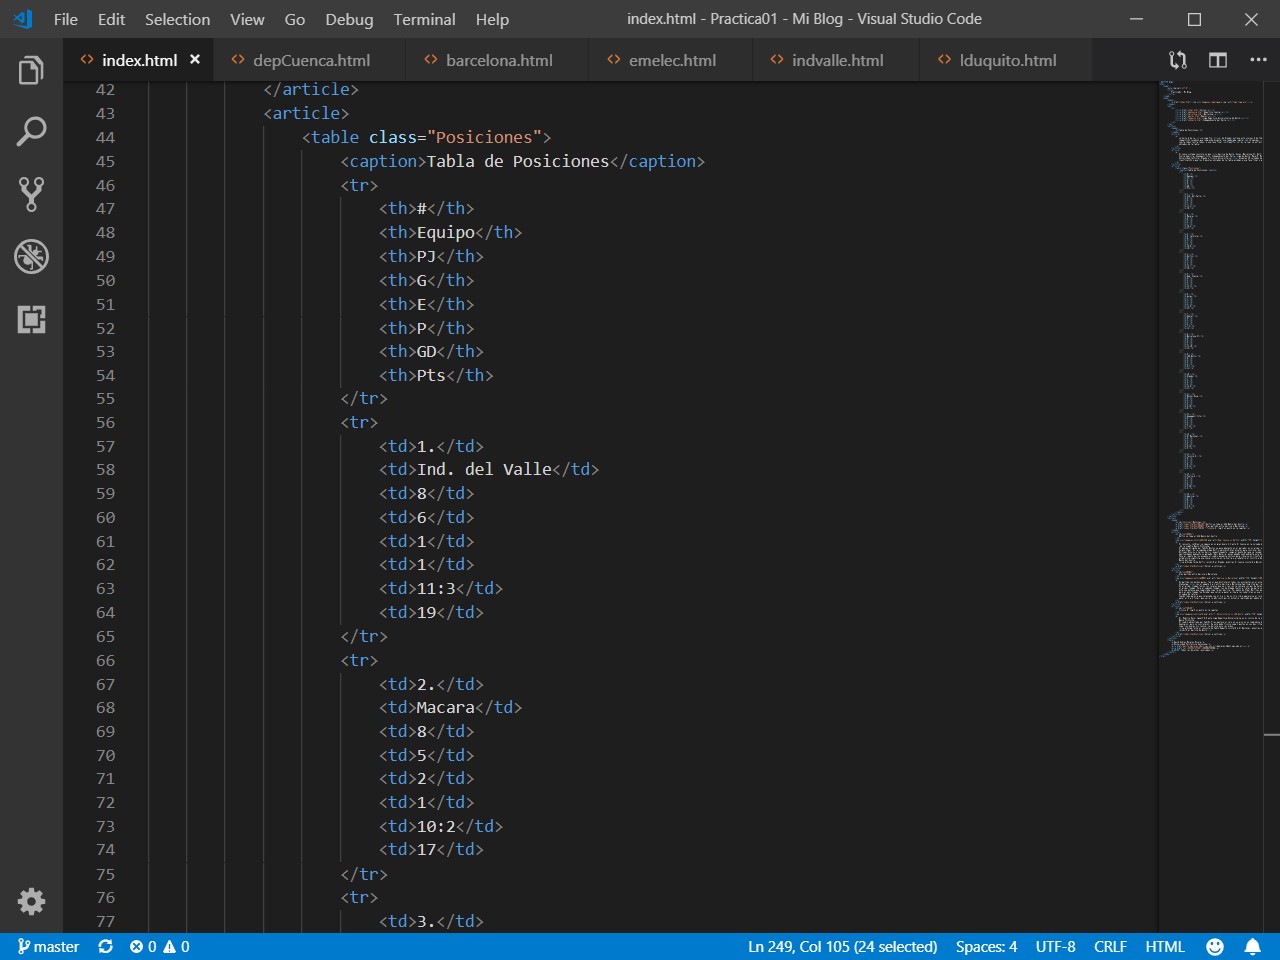 File Edit Selection View Go Debug Terminal Help index.html - Practica01 - Mi Blog - Visual Studio Code
index.html depCuenca.html barcelona.html emelec.html indvalle.html lduquito.html
42 </article>
43 <article>
44 <table class="Posiciones">
45 <caption>Tabla de Posiciones</caption>
46 <tr>
47 <th>#</th>
48 <th>Equipo</th>
49 <th>PJ</th>
50 <th>G</th>
51 <th>E</th>
52 <th>P</th>
53 <th>GD</th>
54 <th>Pts</th>
55 </tr>
56 <tr>
57 <td>1.</td>
58 <td>Ind. del Valle</td>
59 <td>8</td>
60 <td>6</td>
61 <td>1</td>
62 <td>1</td>
63 <td>11:3</td>
64 <td>19</td>
65 </tr>
66 <tr>
67 <td>2.</td>
68 <td>Macara</td>
69 <td>8</td>
70 <td>5</td>
71 <td>2</td>
72 <td>1</td>
73 <td>10:2</td>
74 <td>17</td>
75 </tr>
76 <tr>
77 <td>3.</td>
master 0 0 Ln 249, Col 105 (24 selected) Spaces: 4 UTF-8 CRLF HTML